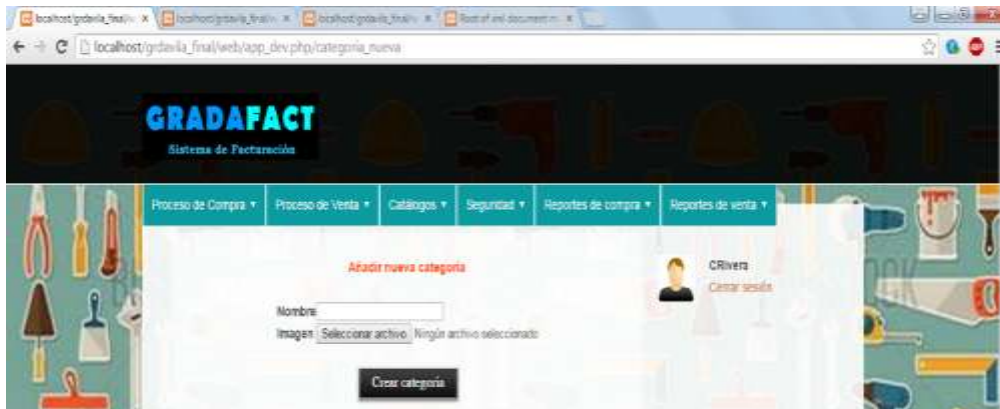 localhost/grdavila_final/web/app_dev.php/categoria_nueva
GRADAFACT
Sistema de Facturación
Proceso de Compra
Proceso de Venta
Catálogos
Seguridad
Reportes de compra
Reportes de venta
Añadir nueva categoria
CRivera
Cerrar sesión
Nombre
Imagen Seleccionar archivo Ningún archivo seleccionado
Crear categoría